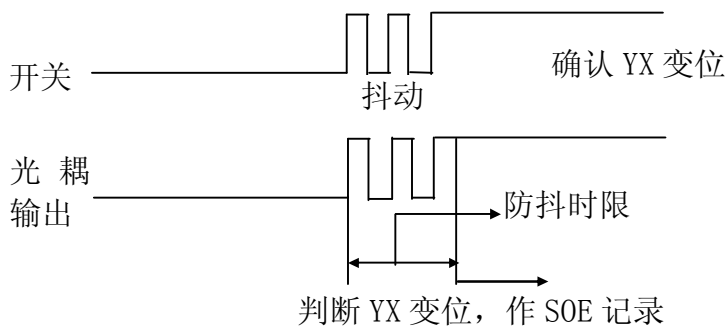 开关
确认 YX 变位
抖动
光 耦
输出
防抖时限
判断 YX 变位，作 SOE 记录